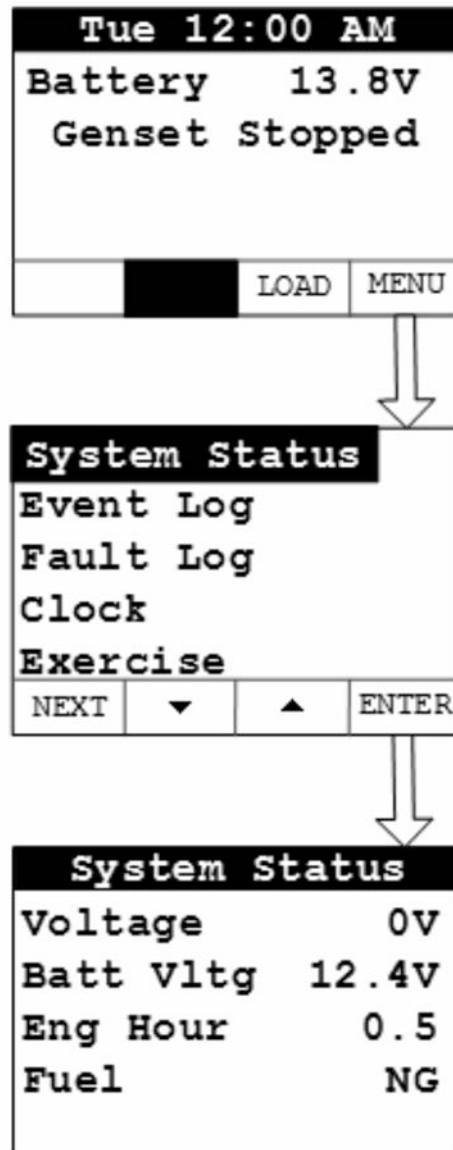 Tue 12:00 AM
Battery 13.8V
Genset Stopped
LOAD MENU
System Status
Event Log
Fault Log
Clock
Exercise
NEXT ▼ ▲ ENTER
System Status
Voltage 0V
Batt Vltg 12.4V
Eng Hour 0.5
Fuel NG